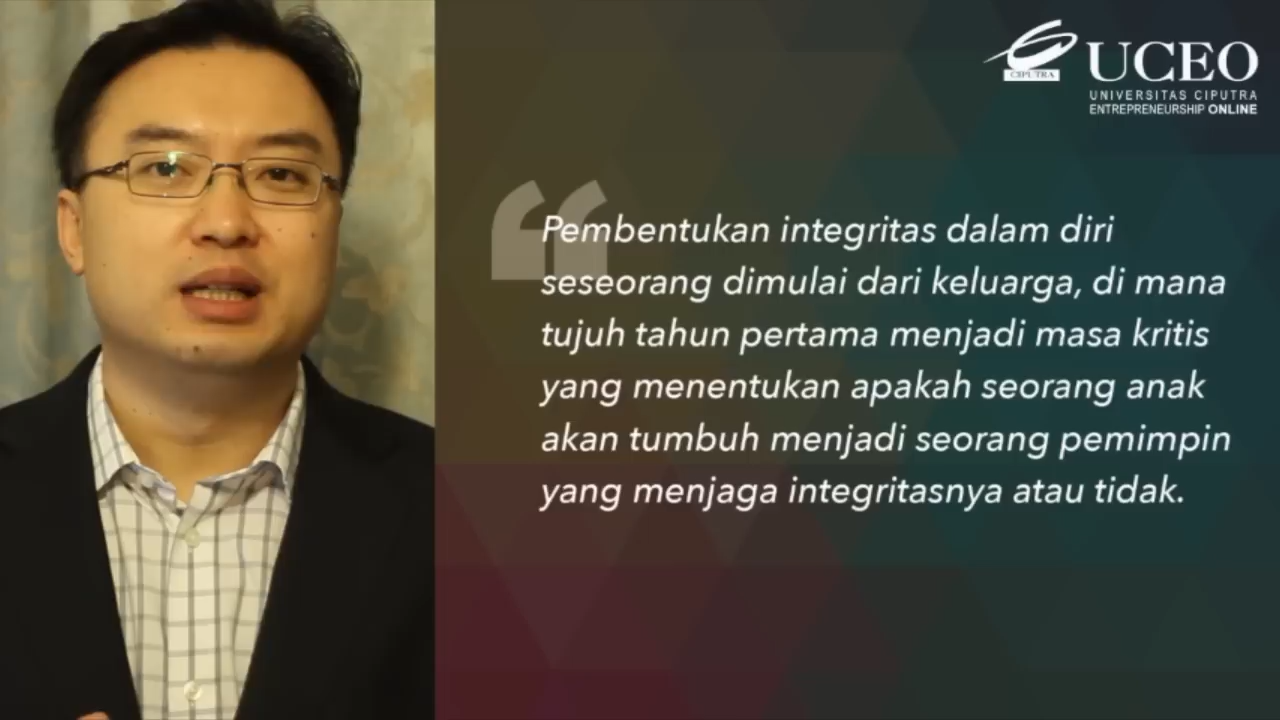 CIPUTRA
UCEO
UNIVERSITAS CIPUTRA
ENTREPRENEURSHIP ONLINE
Pembentukan integritas dalam diri
seseorang dimulai dari keluarga, di mana
tujuh tahun pertama menjadi masa kritis
yang menentukan apakah seorang anak
akan tumbuh menjadi seorang pemimpin
yang menjaga integritasnya atau tidak.